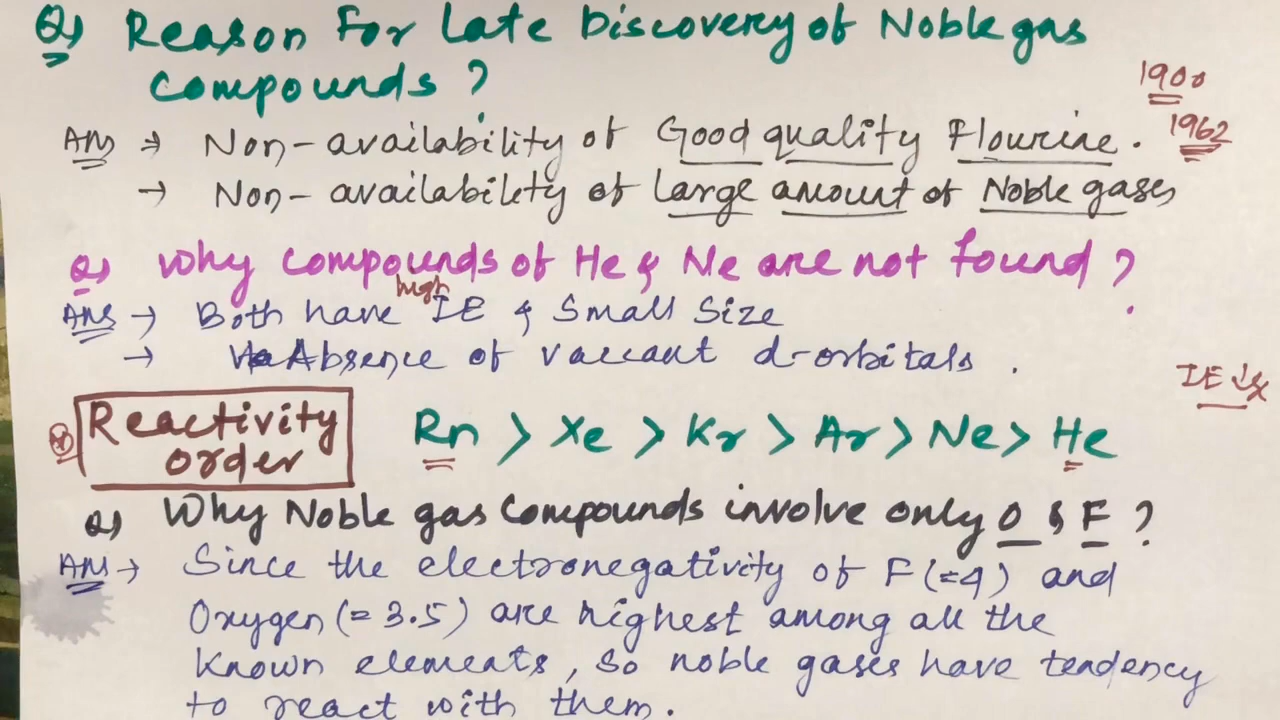 Q) Reason For Late Discovery of Noble gas
Compounds ?
1900
1962
Ans → Non-availability of Good quality Flourine.
→ Non-availability of large amount of Noble gases
Q) Why compounds of He & Ne are not found ?
Ans → Both have high IE & Small Size
→ Absence of vaccant d-orbitals .
IE ↓
Reactivity
order
Rn > Xe > Kr > Ar > Ne > He
Q) Why Noble gas Compounds involve only O & F ?
Ans → Since the electronegativity of F(=4) and
Oxygen (= 3.5) are highest among all the
known elements, So noble gases have tendency
to react with them.